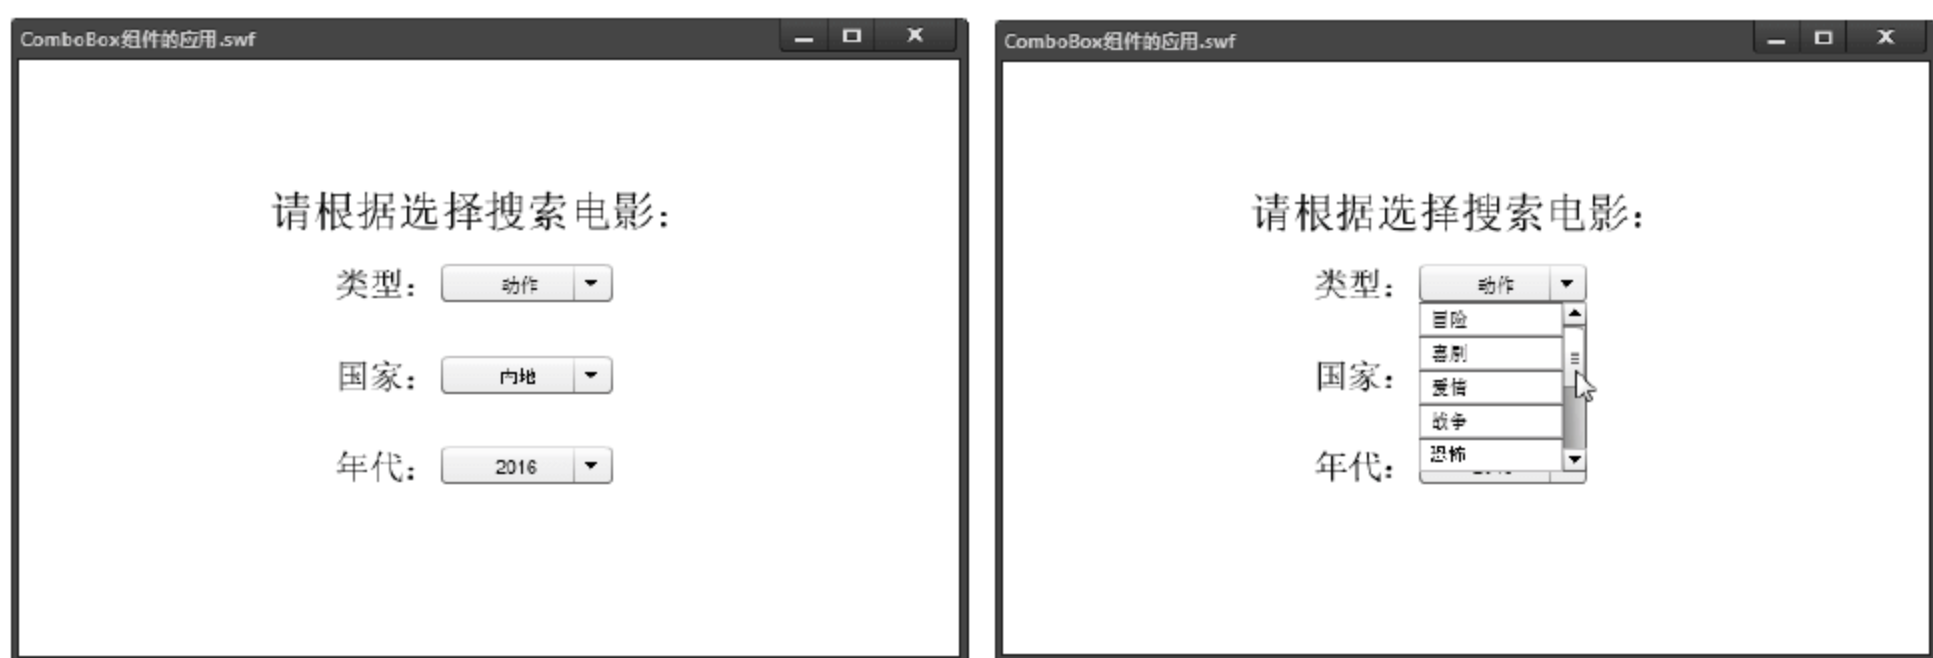 ComboBox组件的应用.swf
请根据选择搜索电影：
类型： 动作
国家： 内地
年代： 2016
ComboBox组件的应用.swf
请根据选择搜索电影：
类型： 动作
冒险
喜剧
国家： 爱情
战争
年代： 恐怖